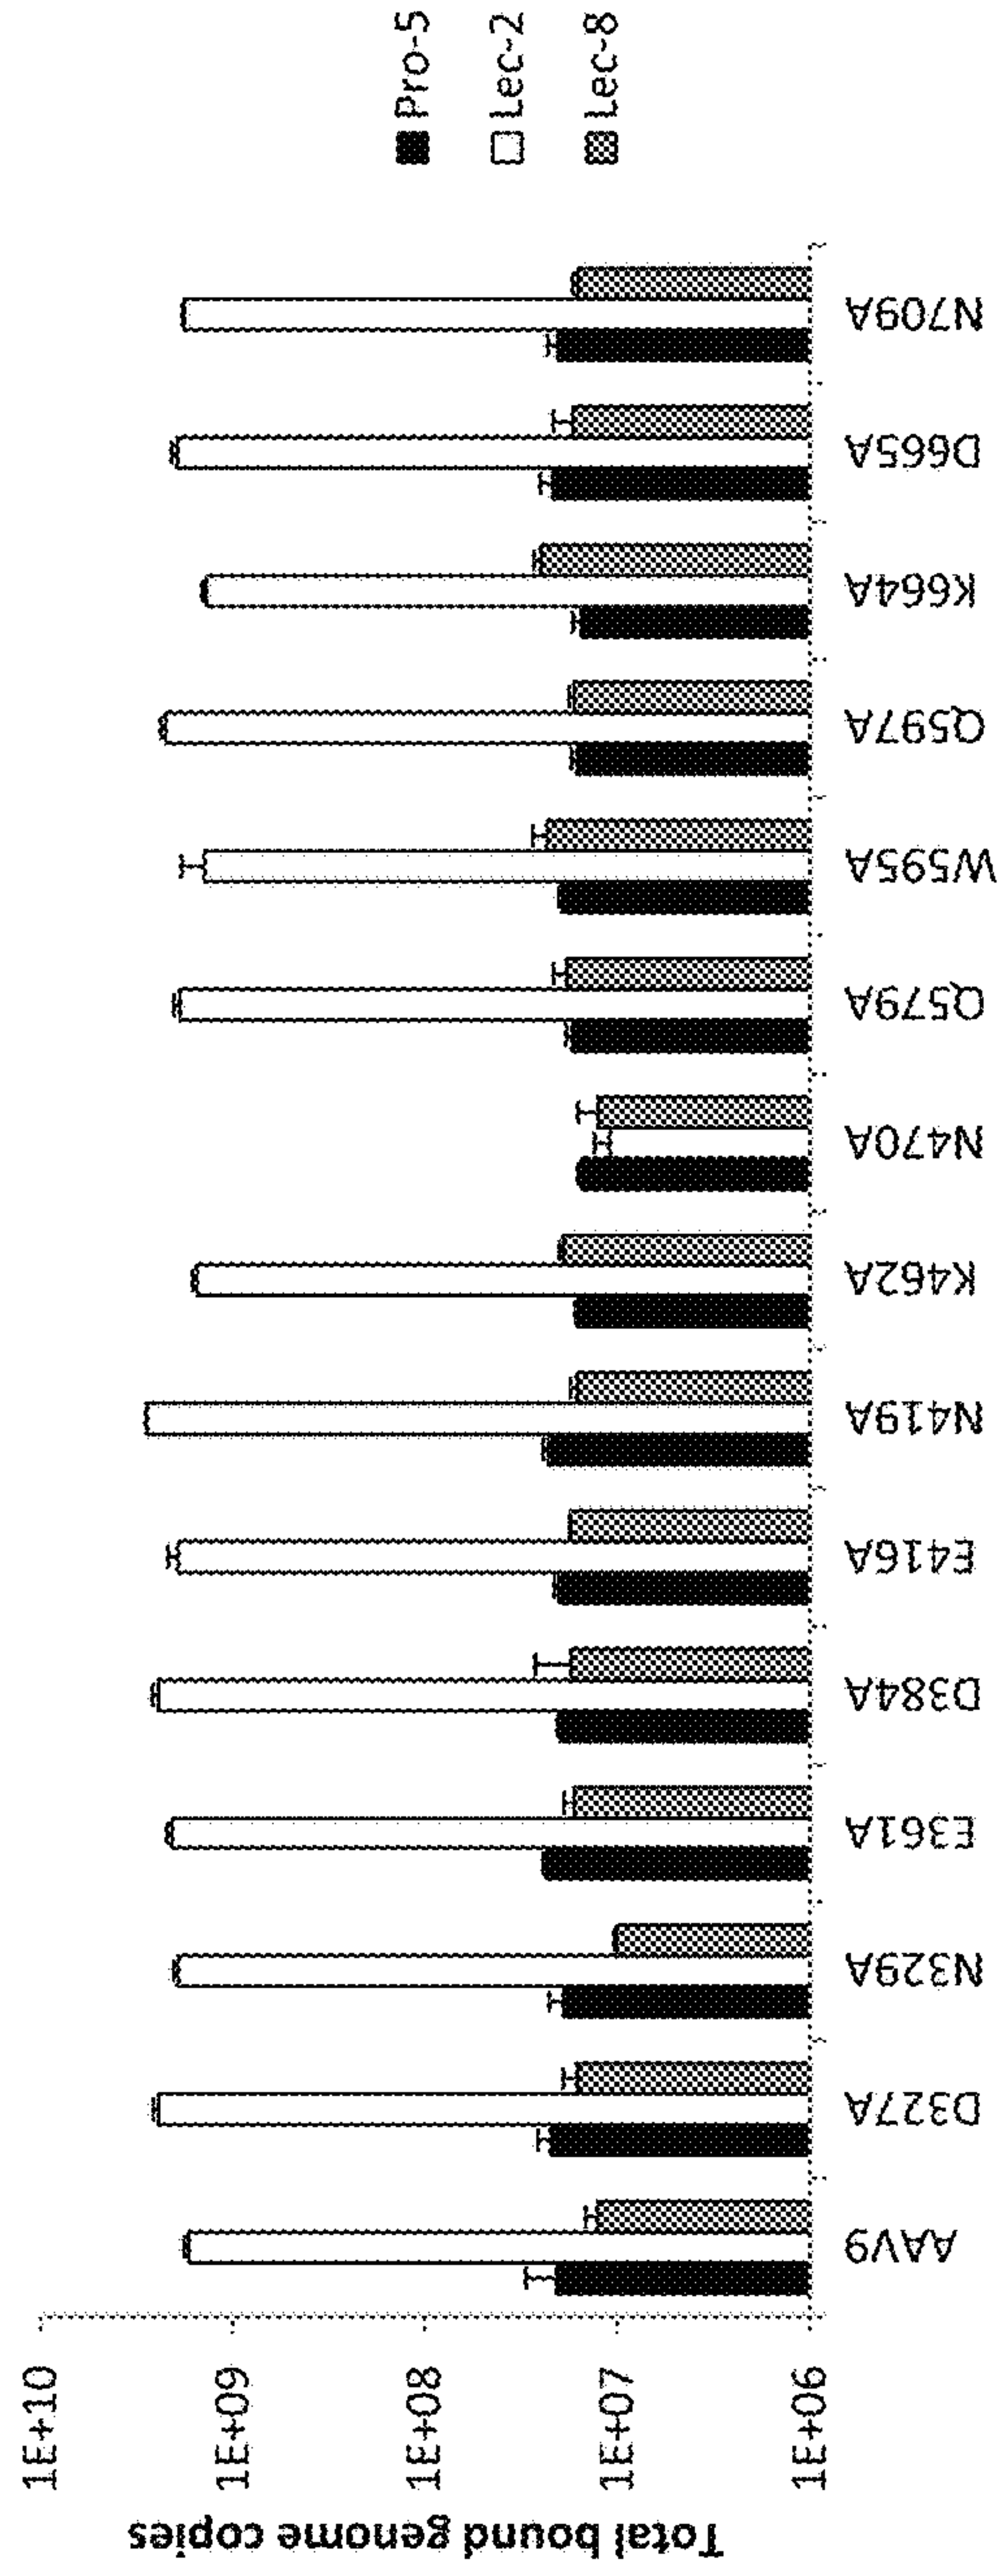 Total bound genome copies
1E+10
1E+09
1E+08
1E+07
1E+06
AAV9
D327A
N329A
E361A
D384A
E416A
N419A
K462A
N470A
Q579A
W595A
Q597A
K664A
D665A
N709A
Pro-5
Lec-2
Lec-8